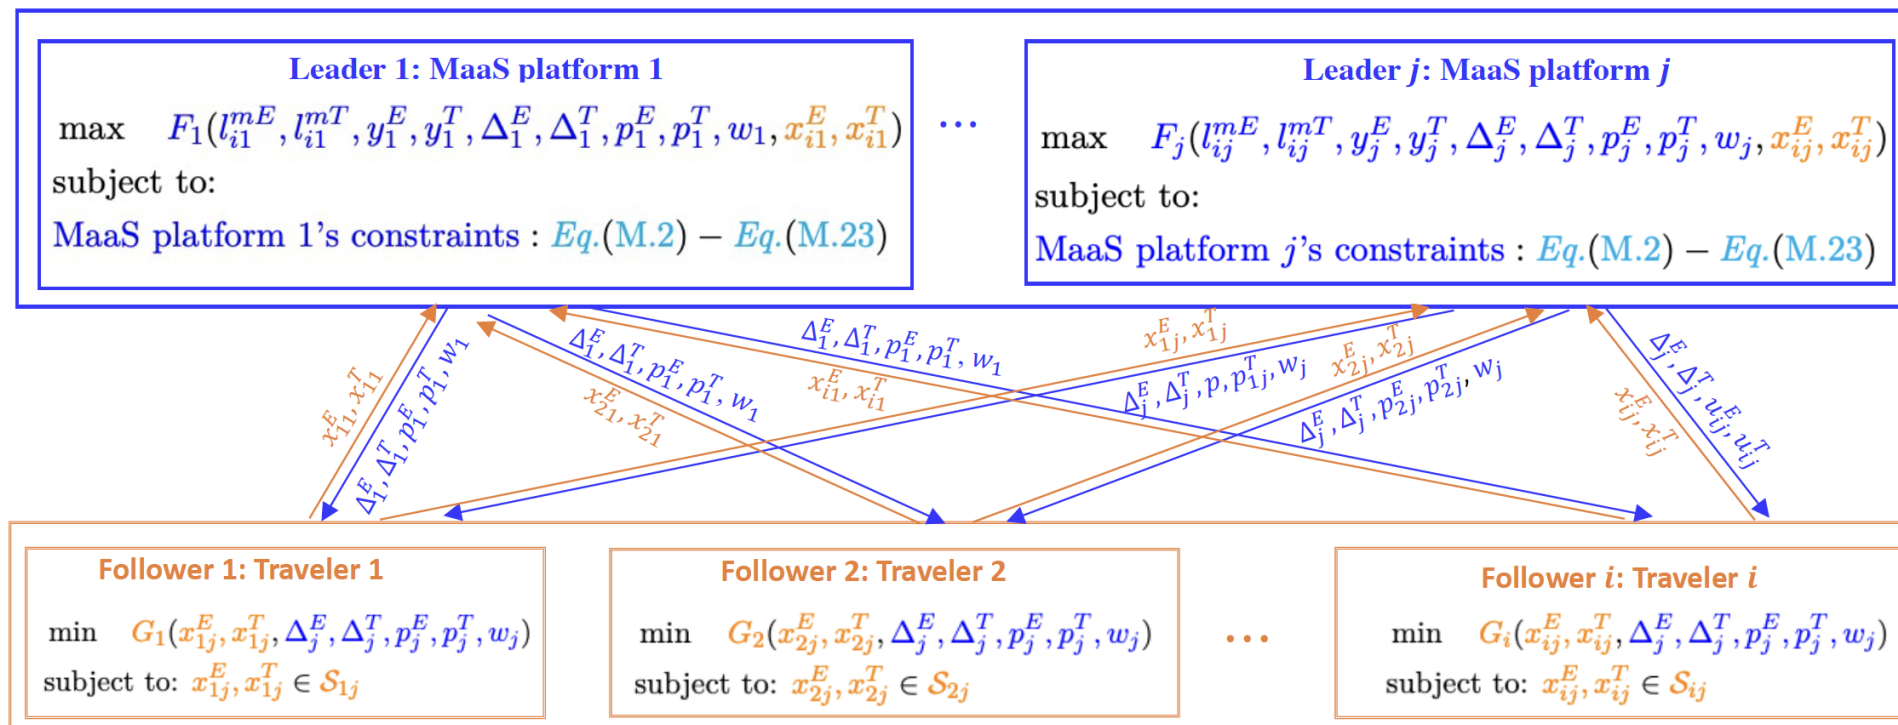 Leader 1: MaaS platform 1
max F_1(l_{i1}^{mE}, l_{i1}^{mT}, y_1^E, y_1^T, Δ_1^E, Δ_1^T, p_1^E, p_1^T, w_1, x_{i1}^E, x_{i1}^T)
subject to:
MaaS platform 1's constraints : Eq.(M.2) − Eq.(M.23)
...
Leader j: MaaS platform j
max F_j(l_{ij}^{mE}, l_{ij}^{mT}, y_j^E, y_j^T, Δ_j^E, Δ_j^T, p_j^E, p_j^T, w_j, x_{ij}^E, x_{ij}^T)
subject to:
MaaS platform j's constraints : Eq.(M.2) − Eq.(M.23)
x_{11}^E, x_{11}^T
Δ_1^E, Δ_1^T, p_1^E, p_1^T, w_1
Δ_1^E, Δ_1^T, p_1^E, p_1^T, w_1
x_{21}^E, x_{21}^T
Δ_1^E, Δ_1^T, p_1^E, p_1^T, w_1
x_{i1}^E, x_{i1}^T
x_{1j}^E, x_{1j}^T
Δ_j^E, Δ_j^T, p, p_{1j}^T, w_j
x_{2j}^E, x_{2j}^T
Δ_j^E, Δ_j^T, p_{2j}^E, p_{2j}^T, w_j
Δ_j^E, Δ_j^T, u_{ij}^E, u_{ij}^T
x_{ij}^E, x_{ij}^T
Follower 1: Traveler 1
min G_1(x_{1j}^E, x_{1j}^T, Δ_j^E, Δ_j^T, p_j^E, p_j^T, w_j)
subject to: x_{1j}^E, x_{1j}^T ∈ S_{1j}
Follower 2: Traveler 2
min G_2(x_{2j}^E, x_{2j}^T, Δ_j^E, Δ_j^T, p_j^E, p_j^T, w_j)
subject to: x_{2j}^E, x_{2j}^T ∈ S_{2j}
...
Follower i: Traveler i
min G_i(x_{ij}^E, x_{ij}^T, Δ_j^E, Δ_j^T, p_j^E, p_j^T, w_j)
subject to: x_{ij}^E, x_{ij}^T ∈ S_{ij}